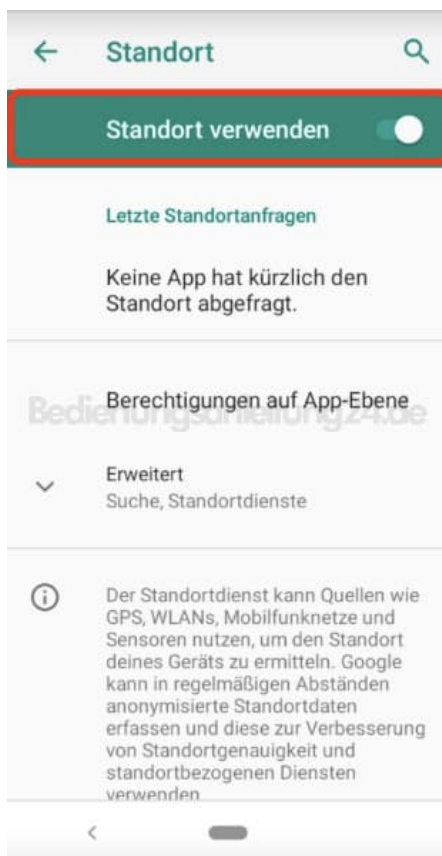 Standort
Standort verwenden
Letzte Standortanfragen
Keine App hat kürzlich den
Standort abgefragt.
Berechtigungen auf App-Ebene
Bedienungsanleitung24.de
Erweitert
Suche, Standortdienste
Der Standortdienst kann Quellen wie
GPS, WLANs, Mobilfunknetze und
Sensoren nutzen, um den Standort
deines Geräts zu ermitteln. Google
kann in regelmäßigen Abständen
anonymisierte Standortdaten
erfassen und diese zur Verbesserung
von Standortgenauigkeit und
standortbezogenen Diensten
verwenden